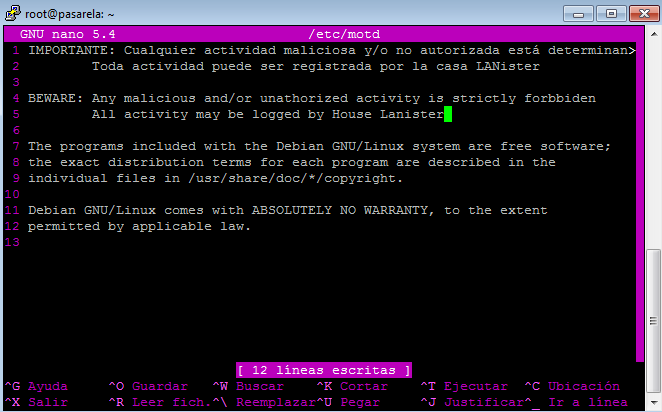 root@pasarela: ~
GNU nano 5.4 /etc/motd
1 IMPORTANTE: Cualquier actividad maliciosa y/o no autorizada está determinan>
2 Toda actividad puede ser registrada por la casa LANister
3
4 BEWARE: Any malicious and/or unathorized activity is strictly forbbiden
5 All activity may be logged by House Lanister
6
7 The programs included with the Debian GNU/Linux system are free software;
8 the exact distribution terms for each program are described in the
9 individual files in /usr/share/doc/*/copyright.
10
11 Debian GNU/Linux comes with ABSOLUTELY NO WARRANTY, to the extent
12 permitted by applicable law.
13
[ 12 líneas escritas ]
^G Ayuda ^O Guardar ^W Buscar ^K Cortar ^T Ejecutar ^C Ubicación
^X Salir ^R Leer fich. ^\ Reemplazar ^U Pegar ^J Justificar ^_ Ir a línea